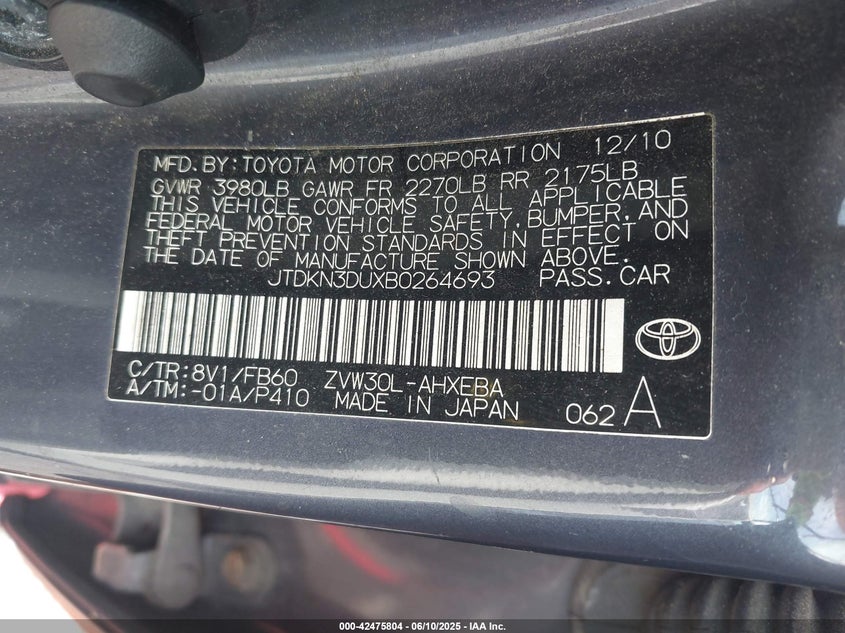 MFD. BY: TOYOTA MOTOR CORPORATION 12/10
GVWR 3980LB GAWR FR 2270LB RR 2175LB
THIS VEHICLE CONFORMS TO ALL APPLICABLE
FEDERAL MOTOR VEHICLE SAFETY, BUMPER, AND
THEFT PREVENTION STANDARDS IN EFFECT ON
THE DATE OF MANUFACTURE SHOWN ABOVE.
JTDKN3DUXB0264693 PASS. CAR
C/TR: 8V1/FB60 ZVW30L-AHXEBA
A/TM: -01A/P410 MADE IN JAPAN 062 A
000-42475804 - 06/10/2025 - IAA Inc.